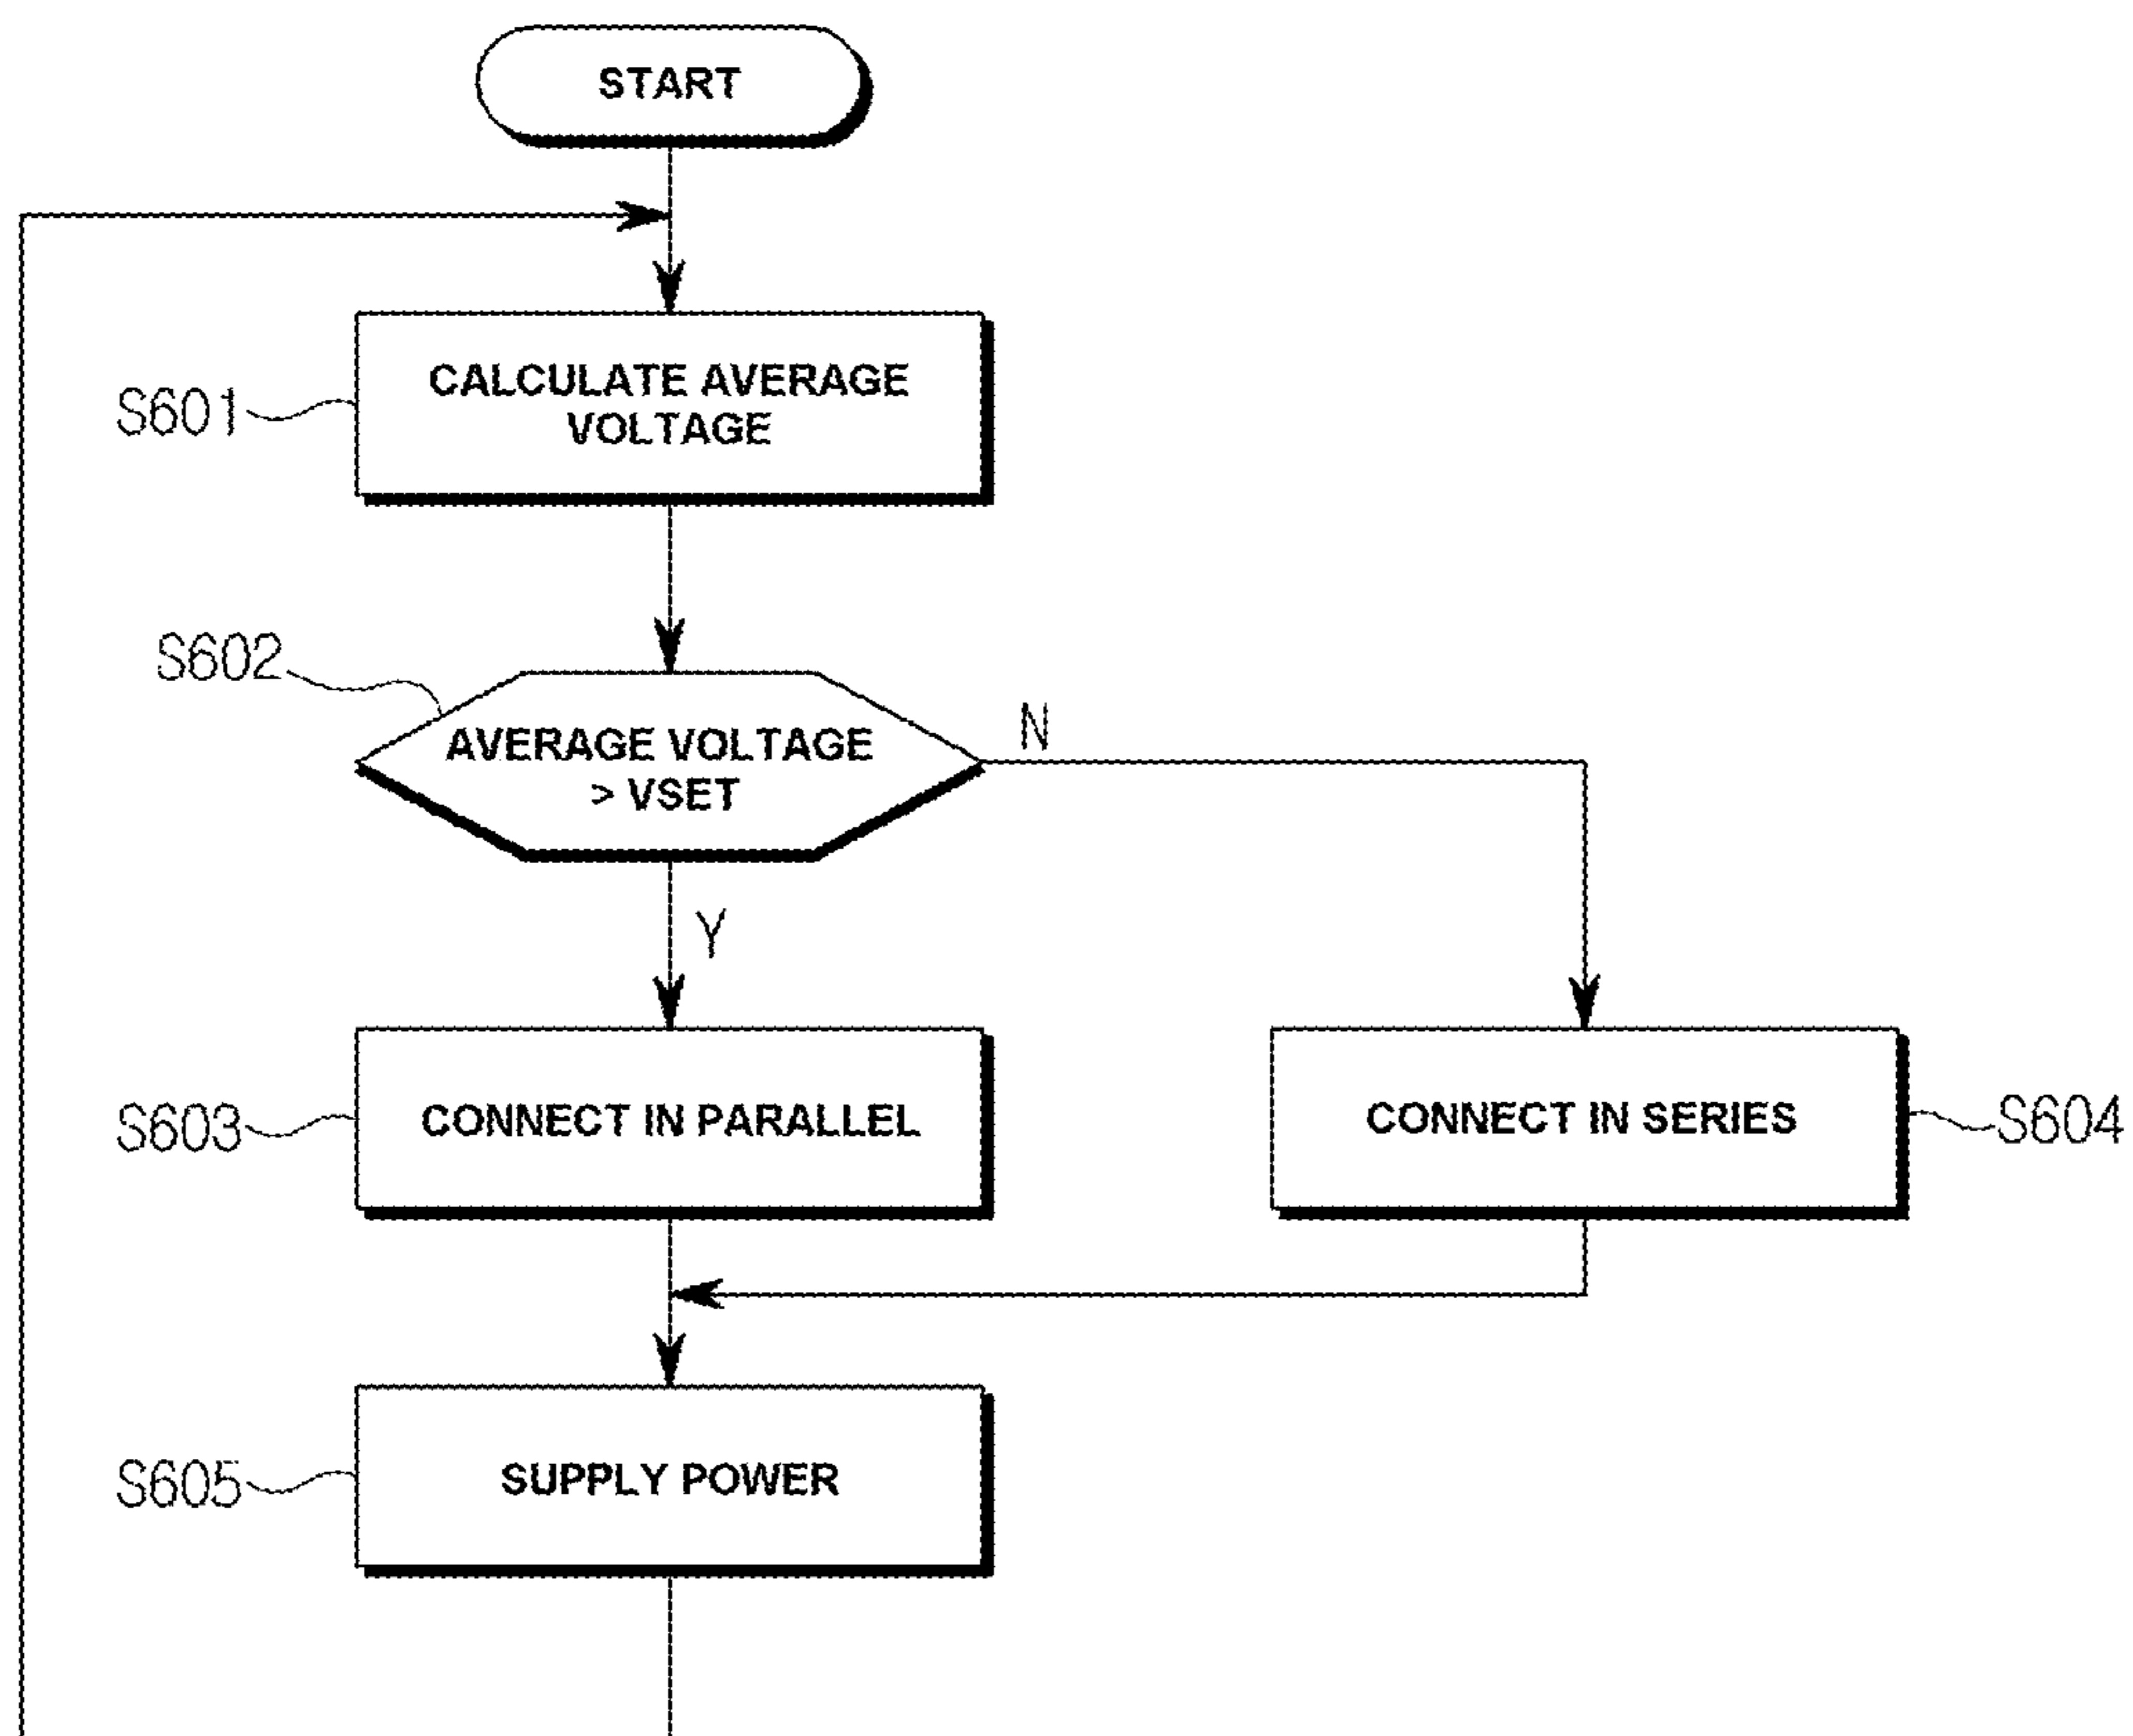 START
CALCULATE AVERAGE
VOLTAGE
S601
S602
AVERAGE VOLTAGE
> VSET
N
Y
S603
CONNECT IN PARALLEL
CONNECT IN SERIES
S604
S605
SUPPLY POWER